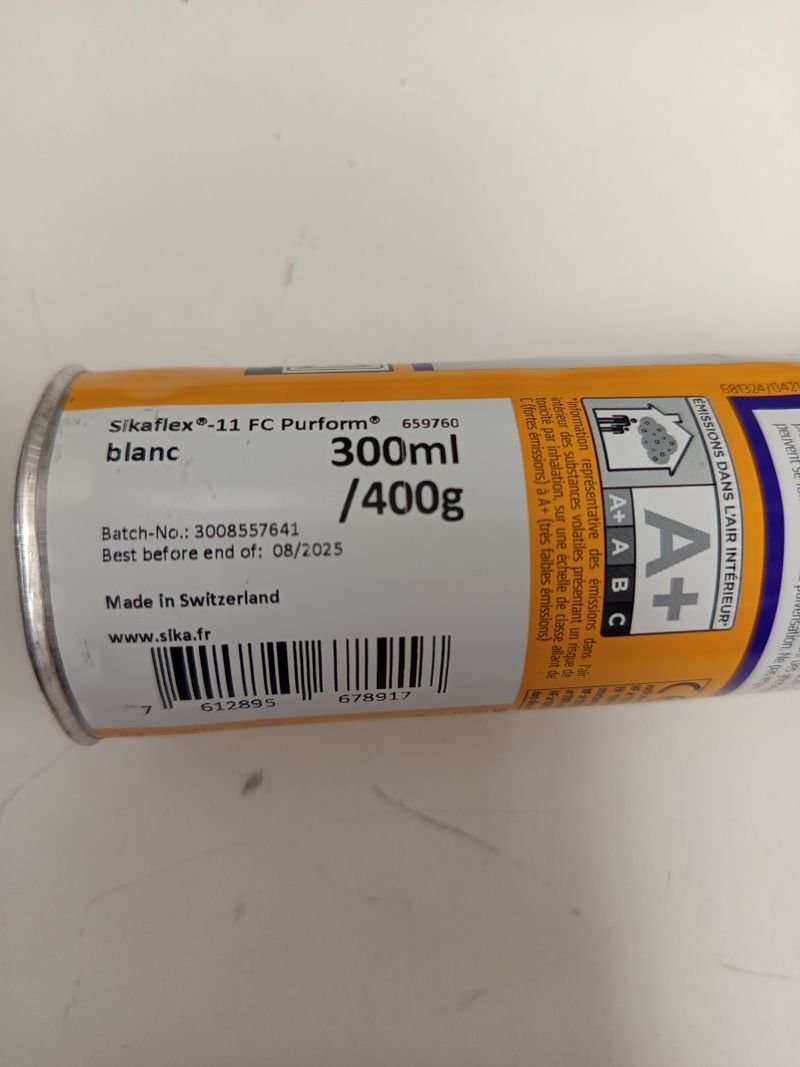 Sikaflex®-11 FC Purform® 659760
blanc 300ml
/400g
Batch-No.: 3008557641
Best before end of: 08/2025
Made in Switzerland
www.sika.fr
7 612895 678917
ÉMISSIONS DANS L'AIR INTÉRIEUR*
A+
A+ A B C
*Information représentative des émissions dans l'air
intérieur des substances volatiles présentant un risque de
toxicité par inhalation, sur une échelle de classe allant de
C (fortes émissions) à A+ (très faibles émissions)
peuvent se